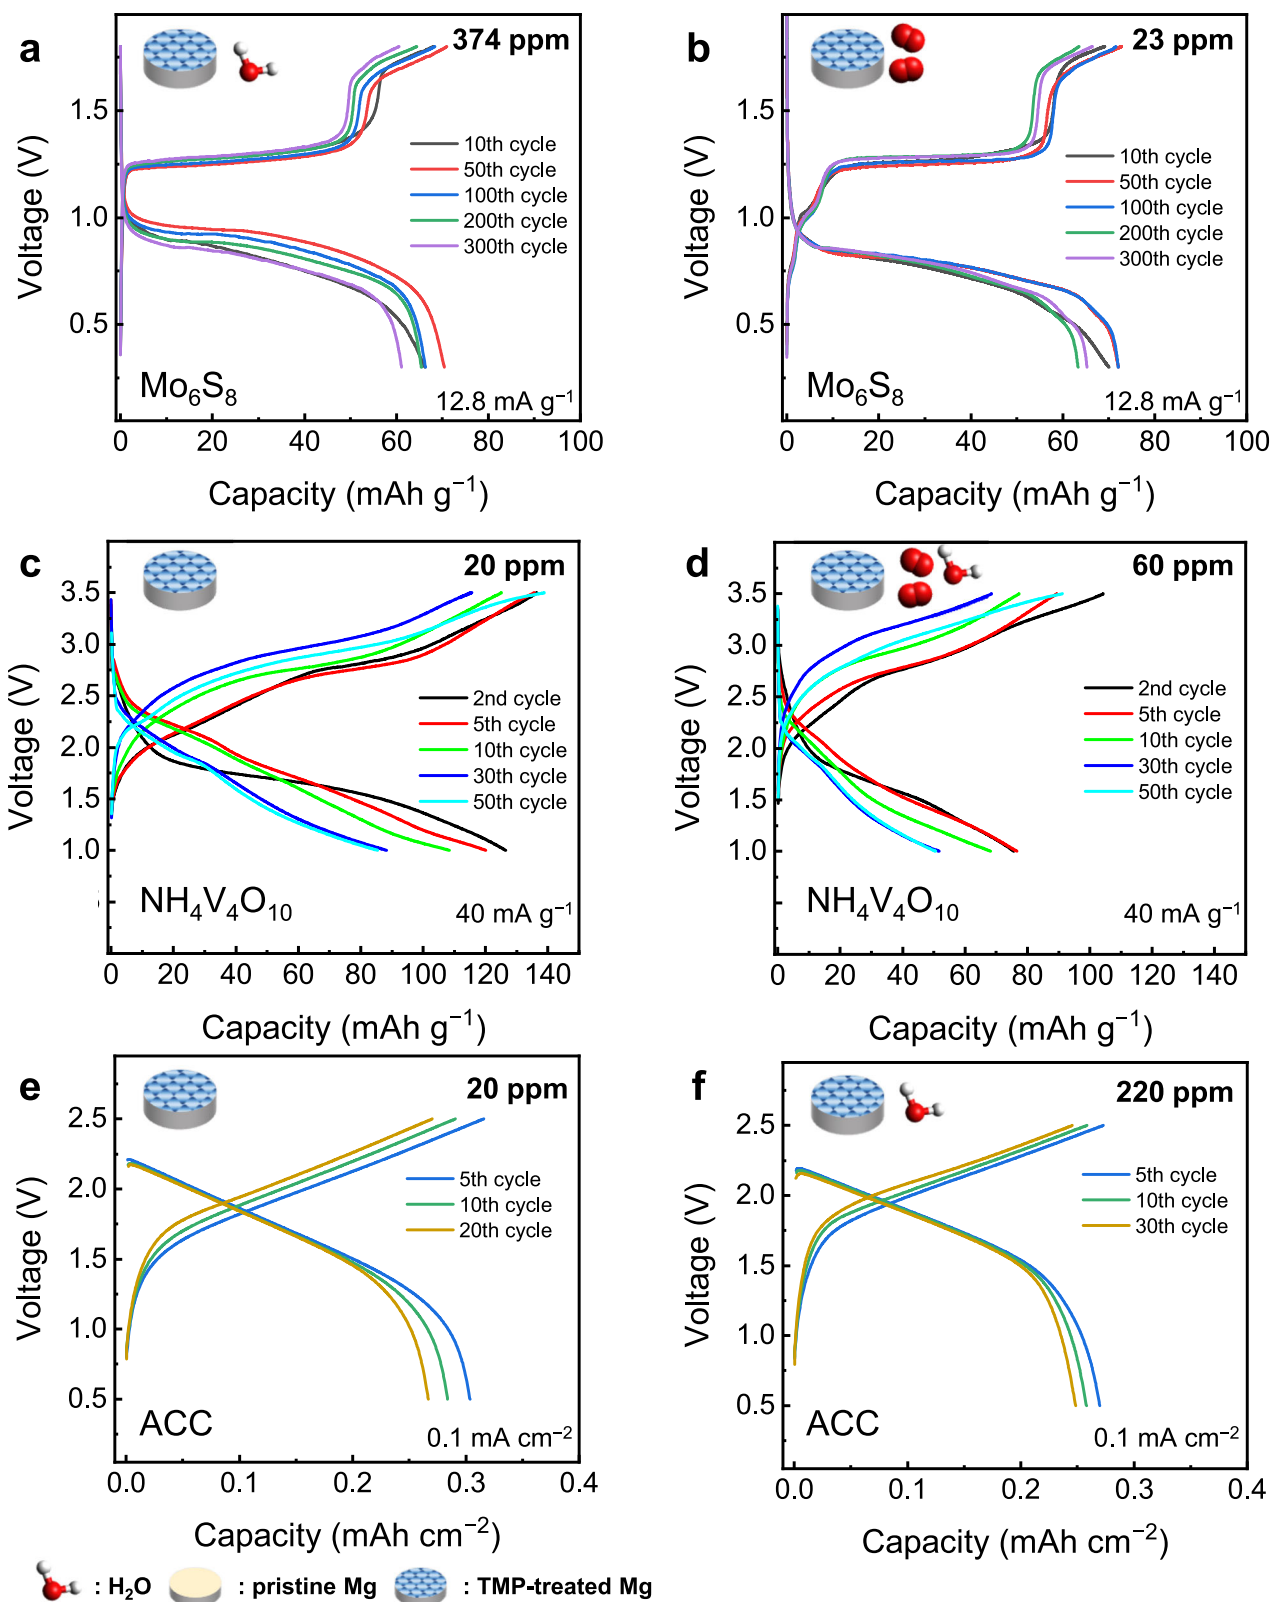 a
374 ppm
1.5
1.0
0.5
Voltage (V)
10th cycle
50th cycle
100th cycle
200th cycle
300th cycle
Mo₆S₈
12.8 mA g⁻¹
0 20 40 60 80 100
Capacity (mAh g⁻¹)
b
23 ppm
1.5
1.0
0.5
Voltage (V)
10th cycle
50th cycle
100th cycle
200th cycle
300th cycle
Mo₆S₈
12.8 mA g⁻¹
0 20 40 60 80 100
Capacity (mAh g⁻¹)
c
20 ppm
3.5
3.0
2.5
2.0
1.5
1.0
Voltage (V)
2nd cycle
5th cycle
10th cycle
30th cycle
50th cycle
NH₄V₄O₁₀
40 mA g⁻¹
0 20 40 60 80 100 120 140
Capacity (mAh g⁻¹)
d
60 ppm
3.5
3.0
2.5
2.0
1.5
1.0
Voltage (V)
2nd cycle
5th cycle
10th cycle
30th cycle
50th cycle
NH₄V₄O₁₀
40 mA g⁻¹
0 20 40 60 80 100 120 140
Capacity (mAh g⁻¹)
e
20 ppm
2.5
2.0
1.5
1.0
0.5
Voltage (V)
5th cycle
10th cycle
20th cycle
ACC
0.1 mA cm⁻²
0.0 0.1 0.2 0.3 0.4
Capacity (mAh cm⁻²)
f
220 ppm
2.5
2.0
1.5
1.0
0.5
Voltage (V)
5th cycle
10th cycle
30th cycle
ACC
0.1 mA cm⁻²
0.0 0.1 0.2 0.3 0.4
Capacity (mAh cm⁻²)
: H₂O : pristine Mg : TMP-treated Mg